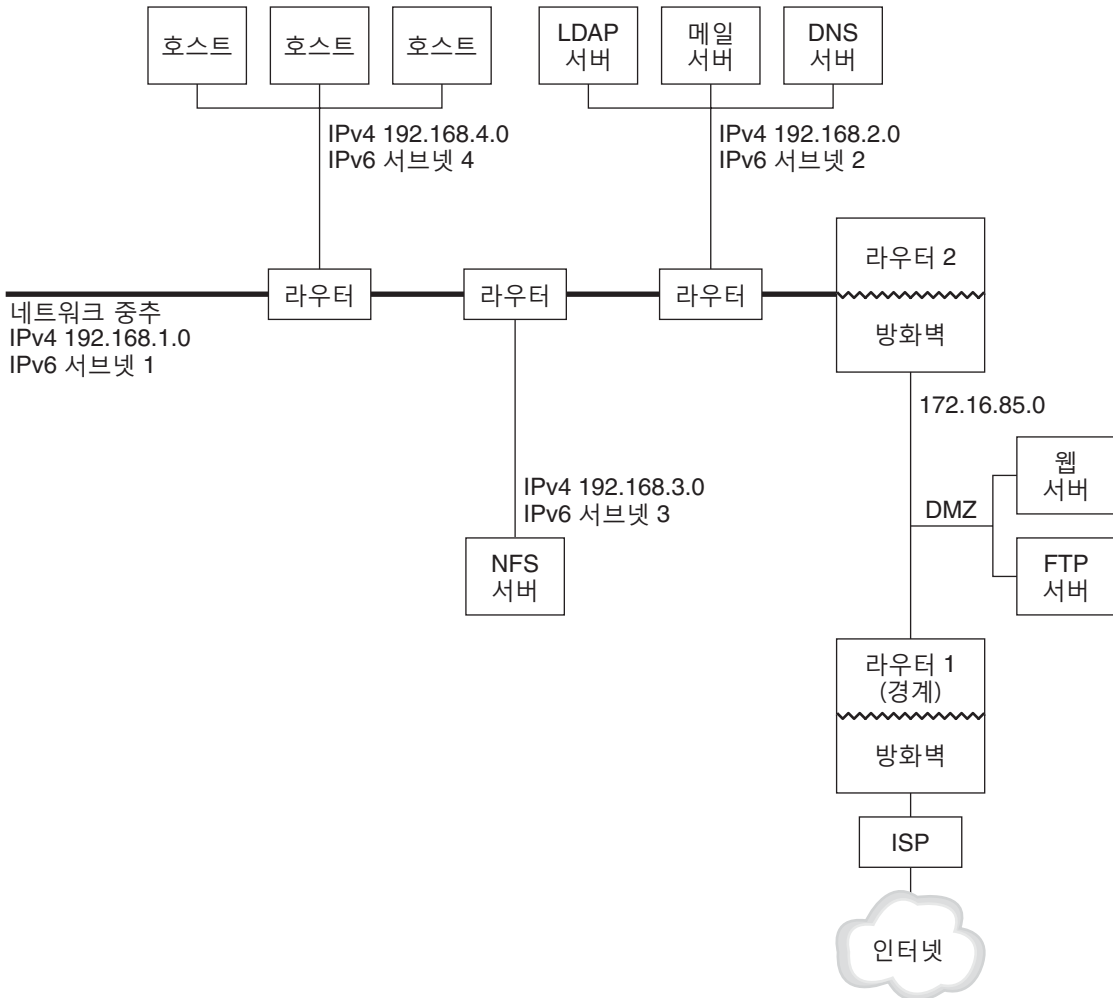 호스트
호스트
호스트
LDAP
서버
메일
서버
DNS
서버
IPv4 192.168.4.0
IPv6 서브넷 4
IPv4 192.168.2.0
IPv6 서브넷 2
라우터
라우터
라우터
라우터 2
방화벽
네트워크 중추
IPv4 192.168.1.0
IPv6 서브넷 1
172.16.85.0
IPv4 192.168.3.0
IPv6 서브넷 3
NFS
서버
DMZ
웹
서버
FTP
서버
라우터 1
(경계)
방화벽
ISP
인터넷